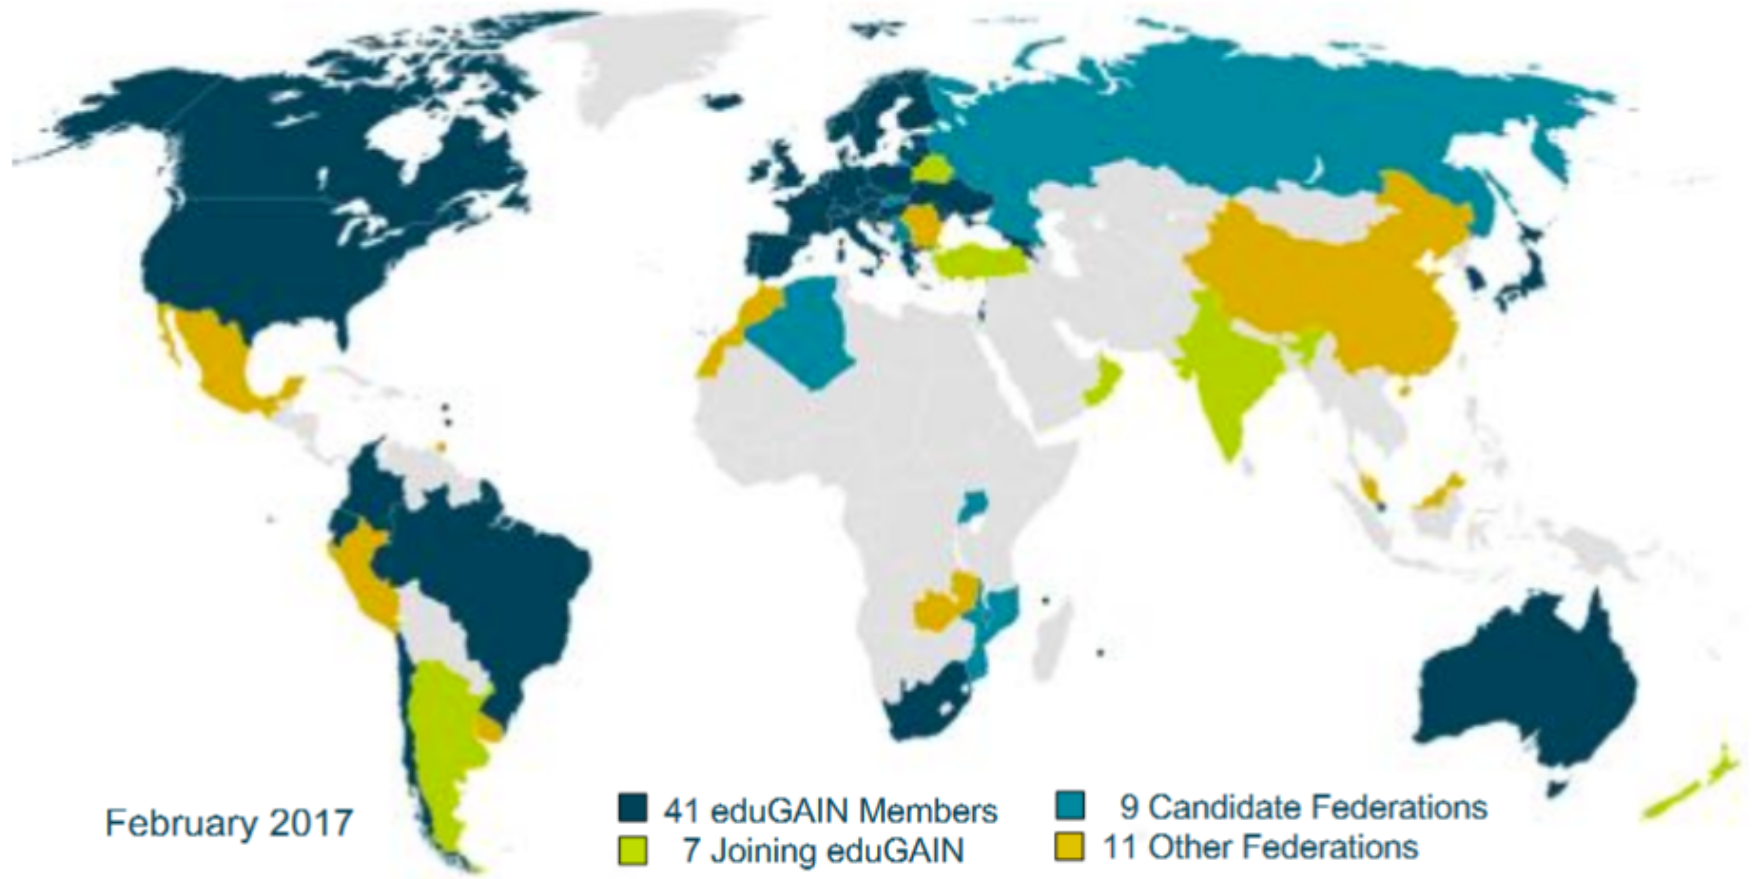 February 2017
41 eduGAIN Members
7 Joining eduGAIN
9 Candidate Federations
11 Other Federations